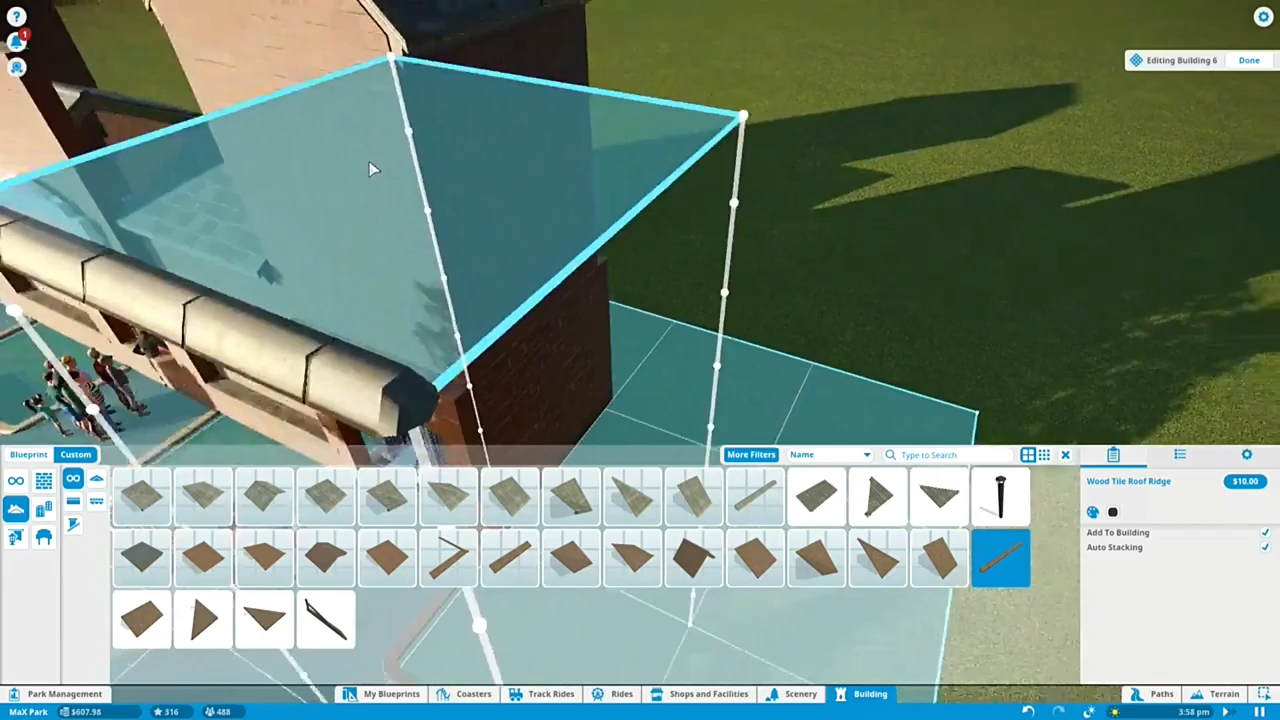 ?
1
Editing Building 6
Done
Blueprint
Custom
More Filters
Name
Type to Search
Wood Tile Roof Ridge
$10.00
Add To Building
Auto Stacking
Park Management
My Blueprints
Coasters
Track Rides
Rides
Shops and Facilities
Scenery
Building
Paths
Terrain
MaX Park
$607.98
316
488
3:58 pm